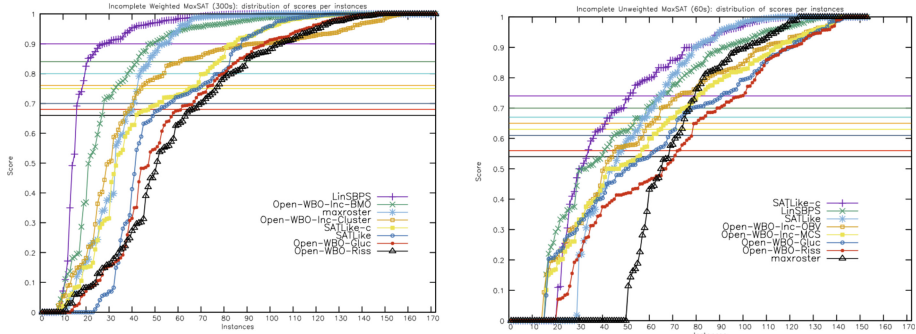 Incomplete Weighted MaxSAT (300s): distribution of scores per instances
1
0.9
0.8
0.7
0.6
0.5
0.4
0.3
0.2
0.1
0
Score
LinSBPS
Open-WBO-Inc-BMO
maxroster
Open-WBO-Inc-Cluster
SATLike-c
SATLike
Open-WBO-Gluc
Open-WBO-Riss
0 10 20 30 40 50 60 70 80 90 100 110 120 130 140 150 160 170
Instances
Incomplete Unweighted MaxSAT (60s): distribution of scores per instances
1
0.9
0.8
0.7
0.6
0.5
0.4
0.3
0.2
0.1
0
Score
SATLike-c
LinSBPS
SATLike
Open-WBO-Inc-OBV
Open-WBO-Inc-MCS
Open-WBO-Gluc
Open-WBO-Riss
maxroster
0 10 20 30 40 50 60 70 80 90 100 110 120 130 140 150 160 170